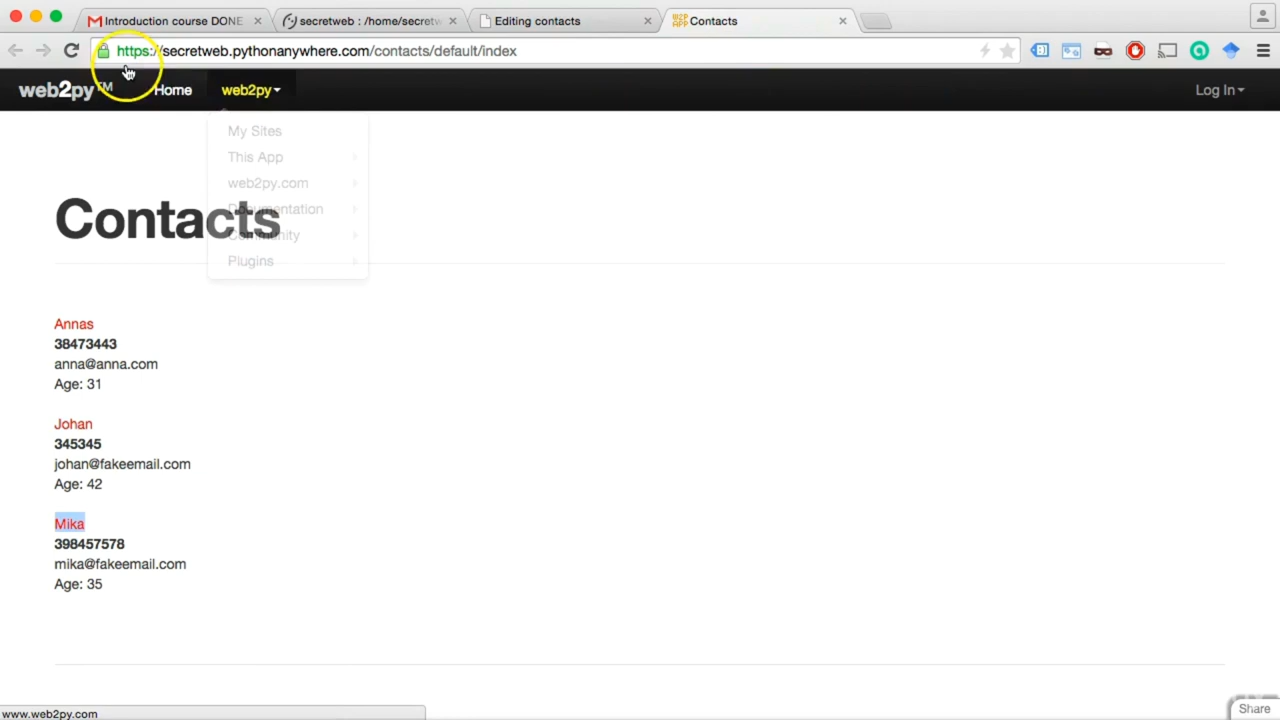 Introduction course DONE
secretweb : /home/secretw
Editing contacts
Contacts
https://secretweb.pythonanywhere.com/contacts/default/index
web2py™ Home web2py Log In
My Sites
This App
web2py.com
Documentation
Community
Plugins
Contacts
Annas
38473443
anna@anna.com
Age: 31
Johan
345345
johan@fakeemail.com
Age: 42
Mika
398457578
mika@fakeemail.com
Age: 35
www.web2py.com
Share